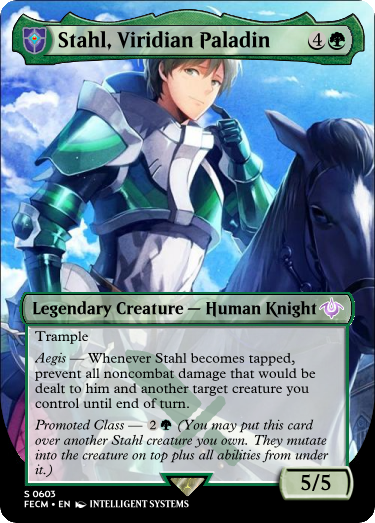 Stahl, Viridian Paladin 4
Legendary Creature — Human Knight
Trample
Aegis — Whenever Stahl becomes tapped,
prevent all noncombat damage that would be
dealt to him and another target creature you
control until end of turn.
Promoted Class — 2 (You may put this card
over another Stahl creature you own. They mutate
into the creature on top plus all abilities from under
it.)
5/5
S 0603
FECM • EN INTELLIGENT SYSTEMS